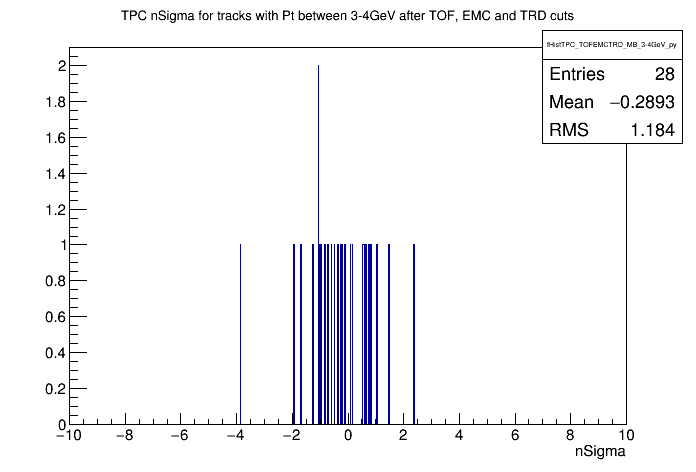 TPC nSigma for tracks with Pt between 3-4GeV after TOF, EMC and TRD cuts
fHistTPC_TOFEMCTRD_MB_3-4GeV_py
Entries 28
Mean −0.2893
RMS 1.184
2
1.8
1.6
1.4
1.2
1
0.8
0.6
0.4
0.2
0
−10 −8 −6 −4 −2 0 2 4 6 8 10
nSigma